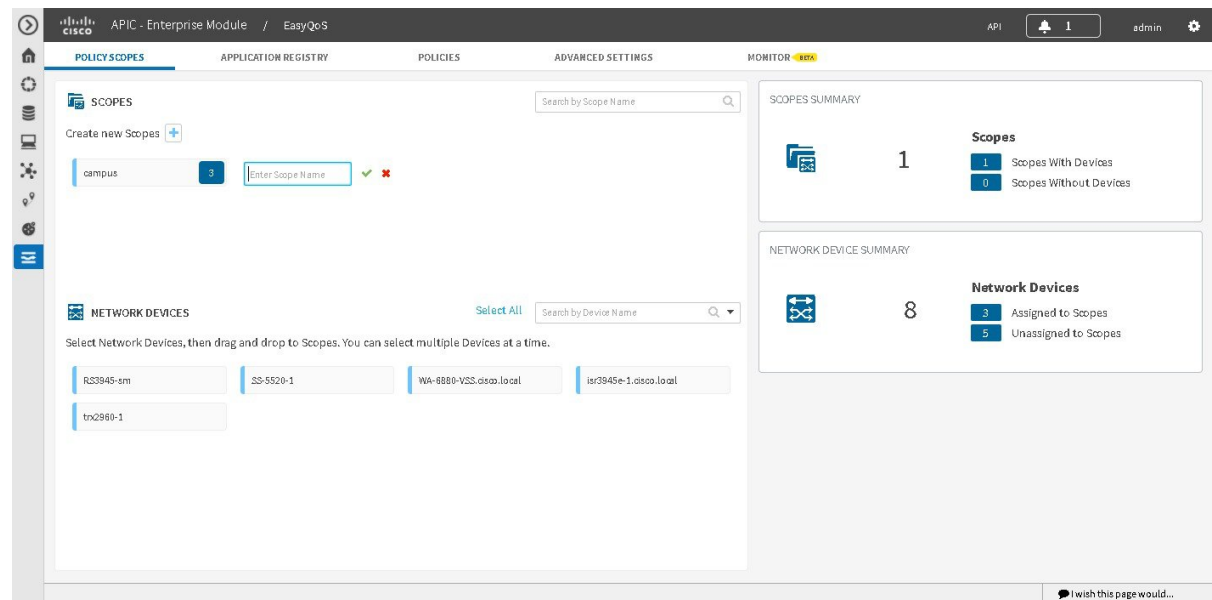 cisco APIC - Enterprise Module / EasyQoS API 1 admin
POLICY SCOPES APPLICATION REGISTRY POLICIES ADVANCED SETTINGS MONITOR BETA
SCOPES Search by Scope Name
Create new Scopes +
campus 3 Enter Scope Name
SCOPES SUMMARY
1
Scopes
1 Scopes With Devices
0 Scopes Without Devices
NETWORK DEVICES Select All Search by Device Name
Select Network Devices, then drag and drop to Scopes. You can select multiple Devices at a time.
RS3945-sm SS-5520-1 WA-6880-VSS.cisco.local isr3945e-1.cisco.local
trx2960-1
NETWORK DEVICE SUMMARY
8
Network Devices
3 Assigned to Scopes
5 Unassigned to Scopes
I wish this page would...